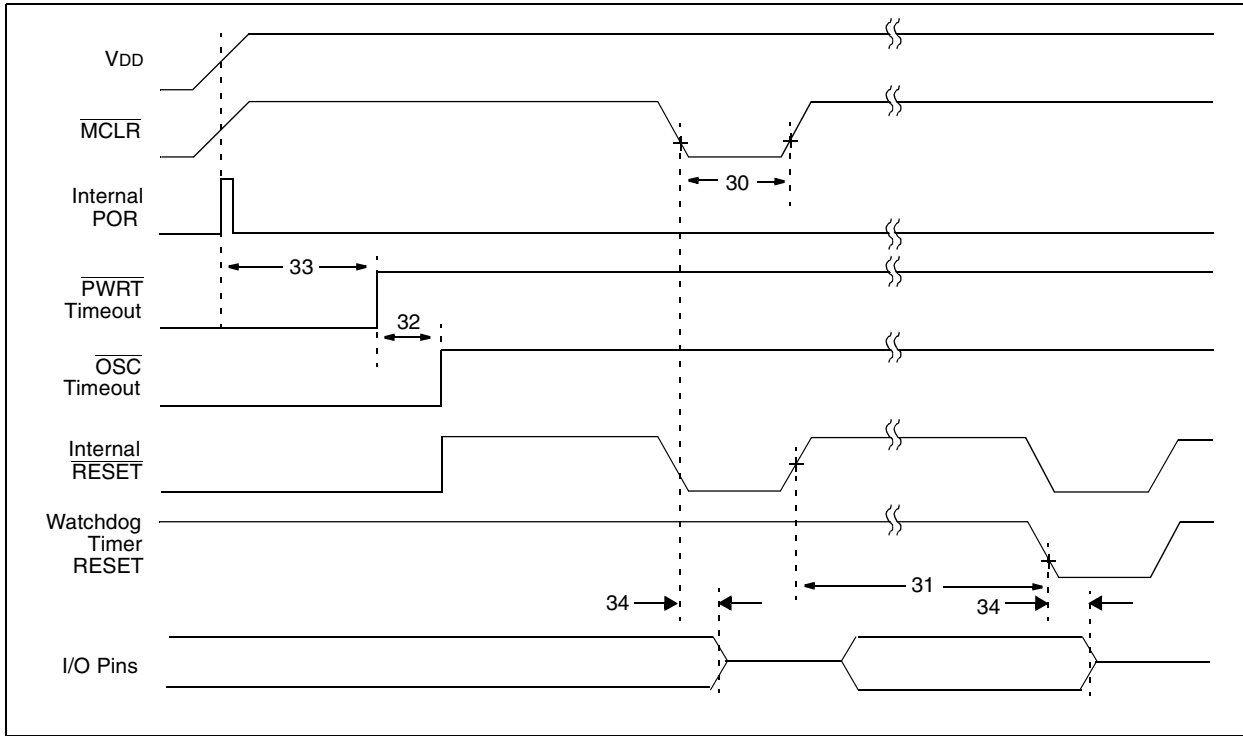 VDD
MCLR
30
Internal
POR
33
PWRT
Timeout
32
OSC
Timeout
Internal
RESET
Watchdog
Timer
RESET
31
34
34
I/O Pins